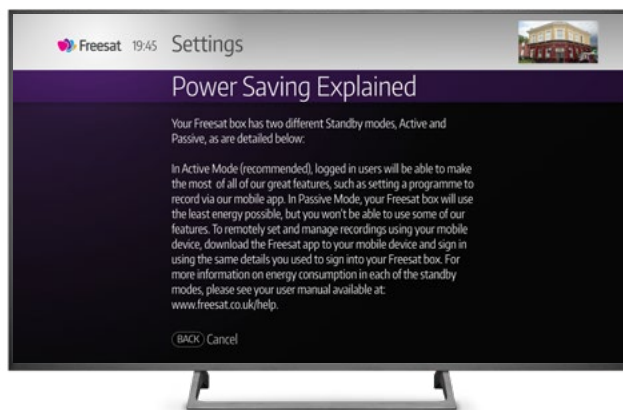 Freesat 19:45 Settings
Power Saving Explained
Your Freesat box has two different Standby modes, Active and
Passive, as are detailed below:
In Active Mode (recommended), logged in users will be able to make
the most of all of our great features, such as setting a programme to
record via our mobile app. In Passive Mode, your Freesat box will use
the least energy possible, but you won't be able to use some of our
features. To remotely set and manage recordings using your mobile
device, download the Freesat app to your mobile device and sign in
using the same details you used to sign into your Freesat box. For
more information on energy consumption in each of the standby
modes, please see your user manual available at:
www.freesat.co.uk/help.
BACK Cancel